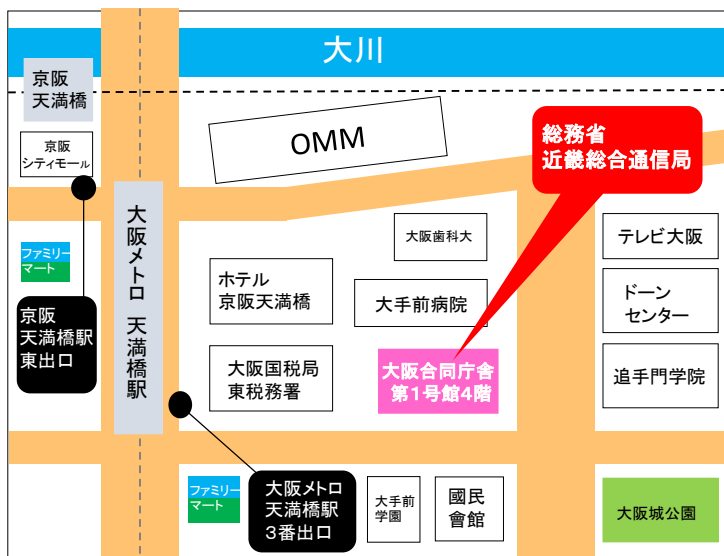 大川
京阪
天満橋
京阪
シティモール
OMM
総務省
近畿総合通信局
大阪メトロ 天満橋駅
ファミリー
マート
京阪
天満橋駅
東出口
ホテル
京阪天満橋
大阪歯科大
大手前病院
テレビ大阪
ドーン
センター
大阪国税局
東税務署
大阪合同庁舎
第1号館4階
追手門学院
ファミリー
マート
大阪メトロ
天満橋駅
3番出口
大手前
学園
國民
會館
大阪城公園